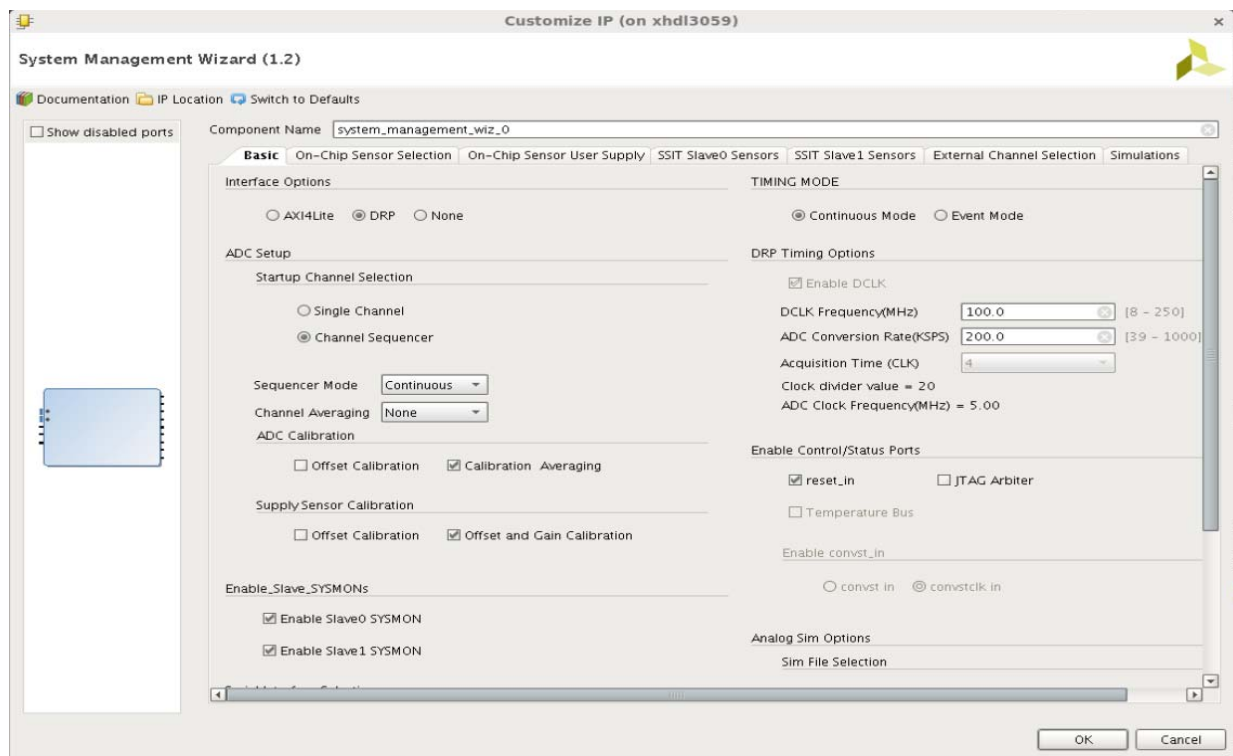 Customize IP (on xhdl3059)
System Management Wizard (1.2)
Documentation IP Location Switch to Defaults
Show disabled ports
Component Name system_management_wiz_0
Basic On-Chip Sensor Selection On-Chip Sensor User Supply SSIT Slave0 Sensors SSIT Slave1 Sensors External Channel Selection Simulations
Interface Options
AXI4Lite DRP None
ADC Setup
Startup Channel Selection
Single Channel
Channel Sequencer
Sequencer Mode Continuous
Channel Averaging None
ADC Calibration
Offset Calibration Calibration Averaging
Supply Sensor Calibration
Offset Calibration Offset and Gain Calibration
Enable_Slave_SYSMONs
Enable Slave0 SYSMON
Enable Slave1 SYSMON
TIMING MODE
Continuous Mode Event Mode
DRP Timing Options
Enable DCLK
DCLK Frequency(MHz) 100.0 [8 - 250]
ADC Conversion Rate(KSPS) 200.0 [39 - 1000]
Acquisition Time (CLK) 4
Clock divider value = 20
ADC Clock Frequency(MHz) = 5.00
Enable Control/Status Ports
reset_in JTAG Arbiter
Temperature Bus
Enable convst_in
convst in convstclk in
Analog Sim Options
Sim File Selection
OK Cancel